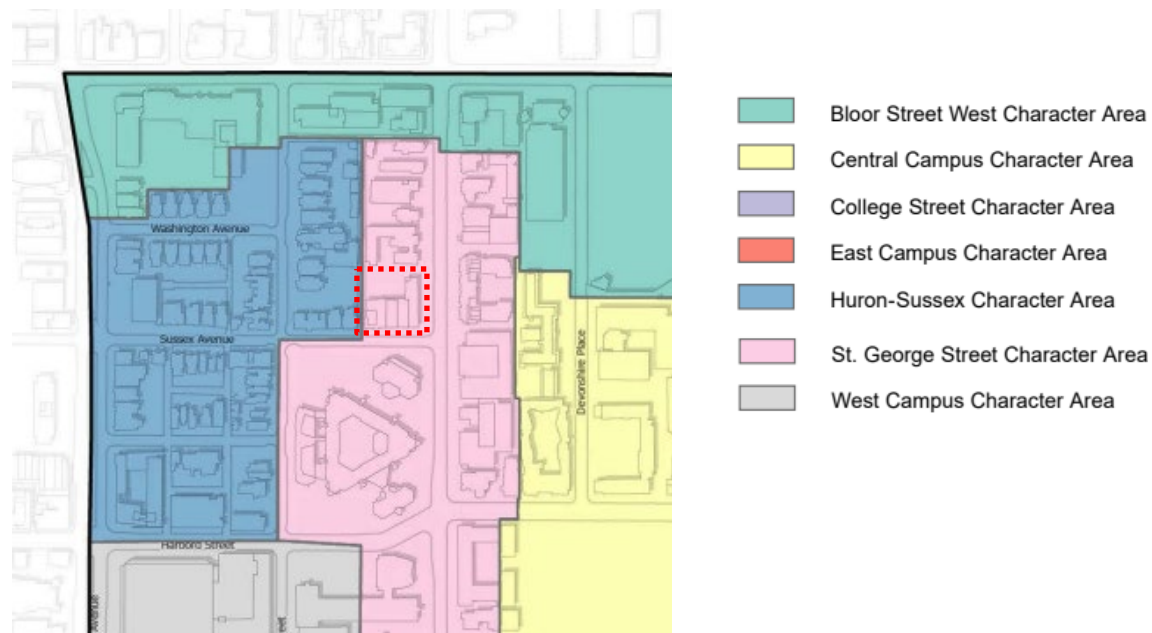 Washington Avenue
Sussex Avenue
Devonshire Place
Harbord Street
Avenue
Bloor Street West Character Area
Central Campus Character Area
College Street Character Area
East Campus Character Area
Huron-Sussex Character Area
St. George Street Character Area
West Campus Character Area